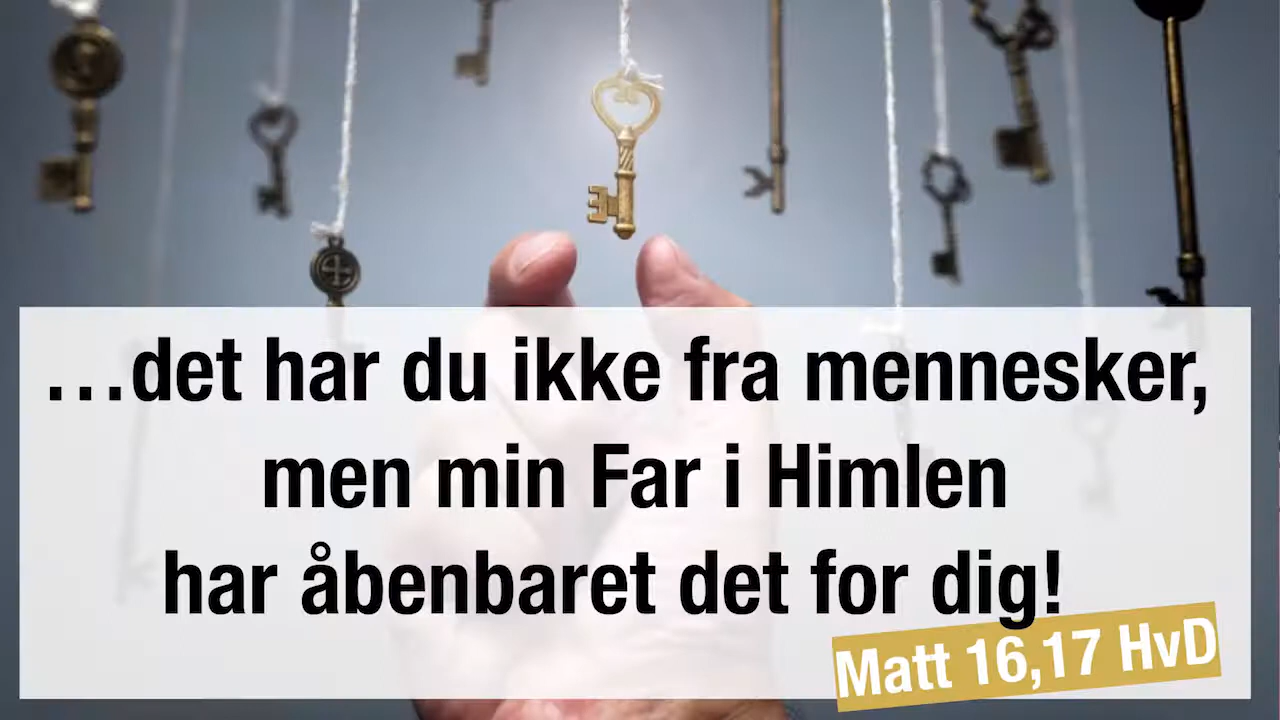 …det har du ikke fra mennesker,
men min Far i Himlen
har åbenbaret det for dig!
Matt 16,17 HvD